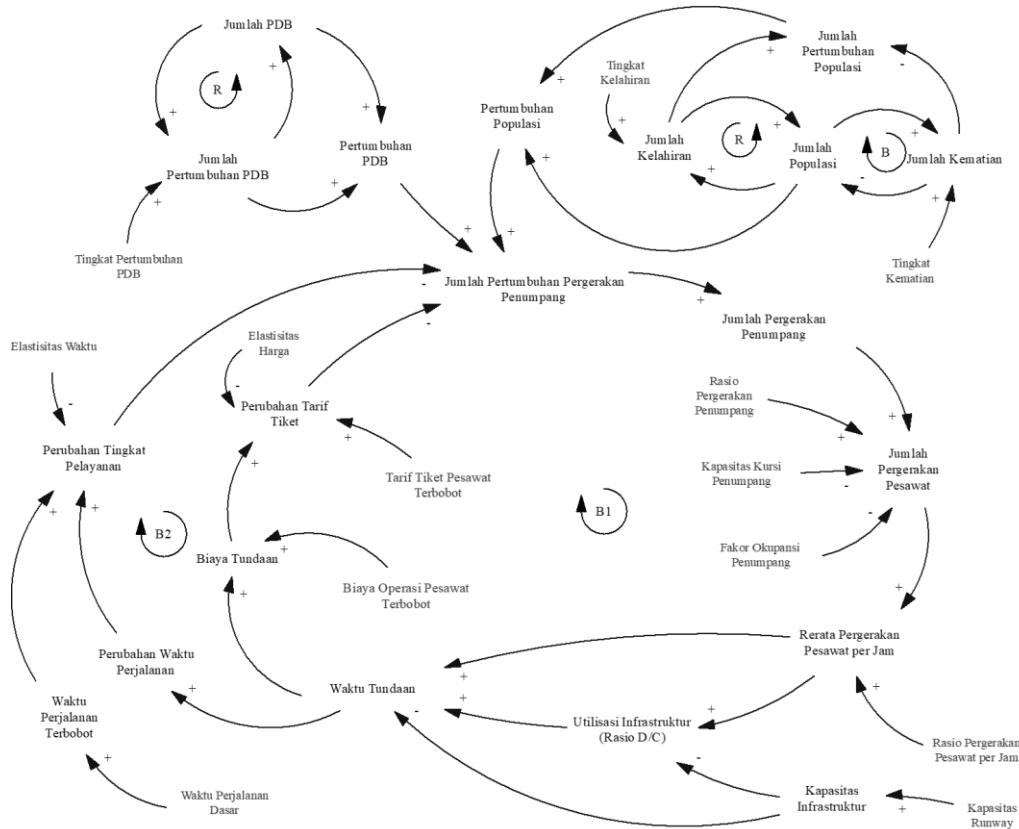 Jumlah PDB
R
Jumlah
Pertumbuhan PDB
Pertumbuhan
PDB
Tingkat Pertumbuhan
PDB
Jumlah
Pertumbuhan
Populasi
Tingkat
Kelahiran
Pertumbuhan
Populasi
Jumlah
Kelahiran
R
Jumlah
Populasi
B
Jumlah Kematian
Tingkat
Kematian
Jumlah Pertumbuhan Pergerakan
Penumpang
Jumlah Pergerakan
Penumpang
Elastisitas Waktu
Elastisitas
Harga
Perubahan Tarif
Tiket
Rasio
Pergerakan
Penumpang
Perubahan Tingkat
Pelayanan
Tarif Tiket Pesawat
Terbobot
Kapasitas Kursi
Penumpang
Jumlah
Pergerakan
Pesawat
B2
B1
Biaya Tundaan
Biaya Operasi Pesawat
Terbobot
Fakor Okupansi
Penumpang
Perubahan Waktu
Perjalanan
Rerata Pergerakan
Pesawat per Jam
Waktu Tundaan
Waktu
Perjalanan
Terbobot
Utilisasi Infrastruktur
(Rasio D/C)
Rasio Pergerakan
Pesawat per Jam
Waktu Perjalanan
Dasar
Kapasitas
Infrastruktur
Kapasitas
Runway